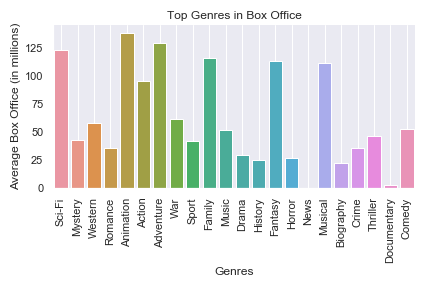 Top Genres in Box Office
Average Box Office (in millions)
125
100
75
50
25
0
Sci-Fi
Mystery
Western
Romance
Animation
Action
Adventure
War
Sport
Family
Music
Drama
History
Fantasy
Horror
News
Musical
Biography
Crime
Thriller
Documentary
Comedy
Genres